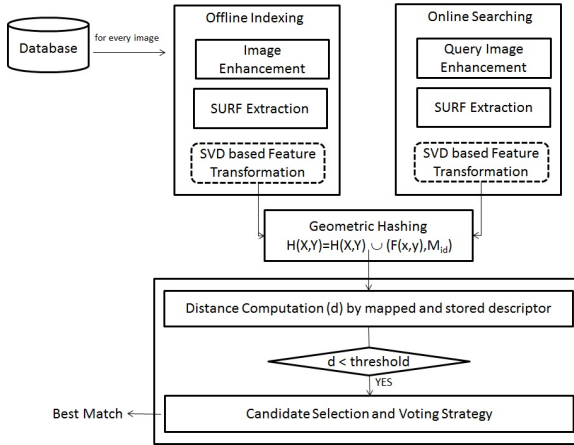 Database
for every image
Offline Indexing
Image
Enhancement
SURF Extraction
SVD based Feature
Transformation
Online Searching
Query Image
Enhancement
SURF Extraction
SVD based Feature
Transformation
Geometric Hashing
H(X,Y)=H(X,Y) ∪ (F(x,y),Mid)
Distance Computation (d) by mapped and stored descriptor
d < threshold
YES
Candidate Selection and Voting Strategy
Best Match